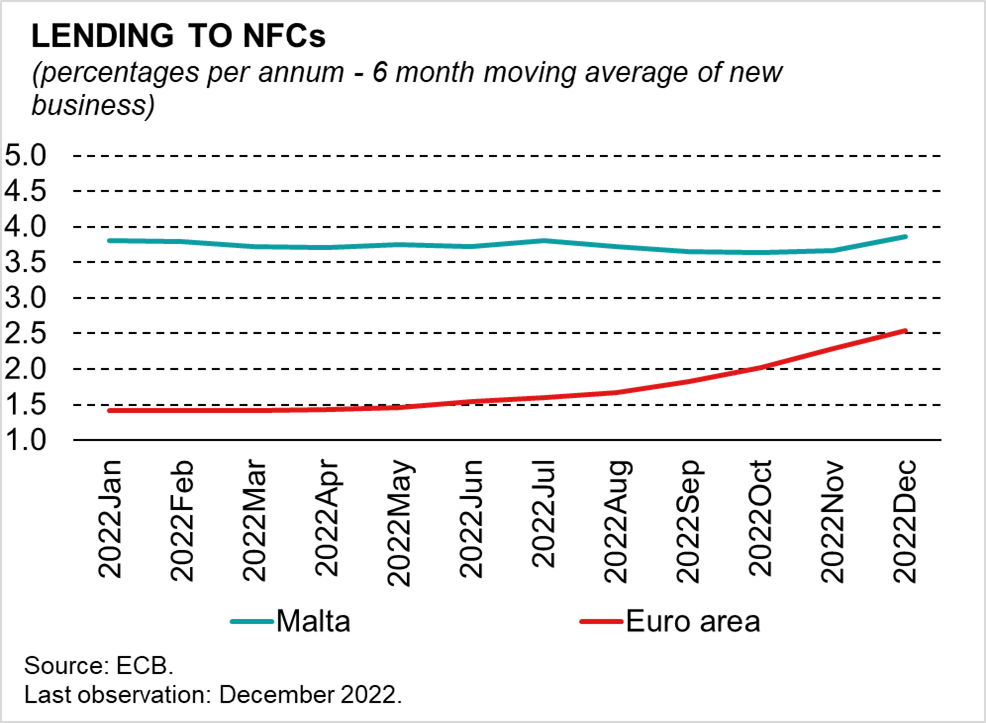 LENDING TO NFCs
(percentages per annum - 6 month moving average of new
business)
5.0
4.5
4.0
3.5
3.0
2.5
2.0
1.5
1.0
2022Jan
2022Feb
2022Mar
2022Apr
2022May
2022Jun
2022Jul
2022Aug
2022Sep
2022Oct
2022Nov
2022Dec
Malta
Euro area
Source: ECB.
Last observation: December 2022.